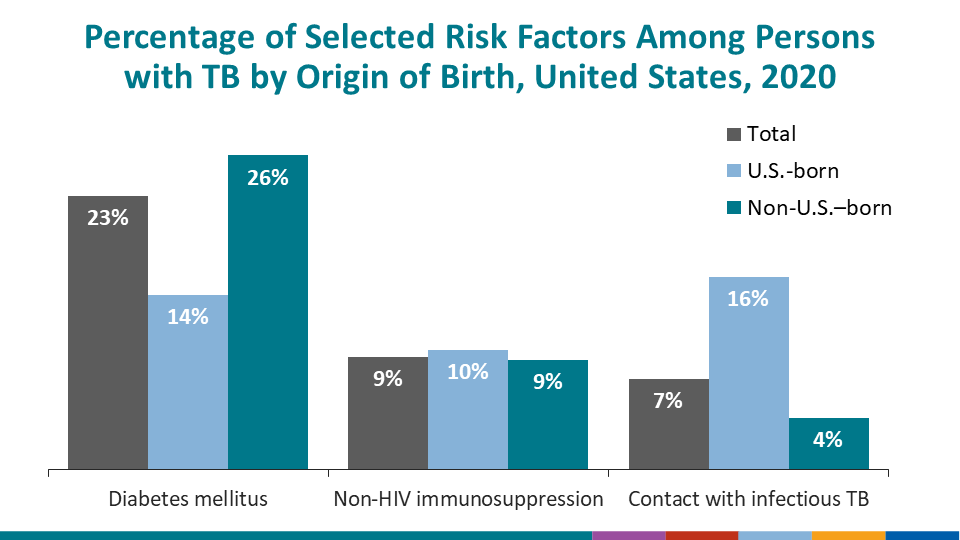 Percentage of Selected Risk Factors Among Persons
with TB by Origin of Birth, United States, 2020
Total
U.S.-born
Non-U.S.–born
23%
14%
26%
9%
10%
9%
7%
16%
4%
Diabetes mellitus
Non-HIV immunosuppression
Contact with infectious TB